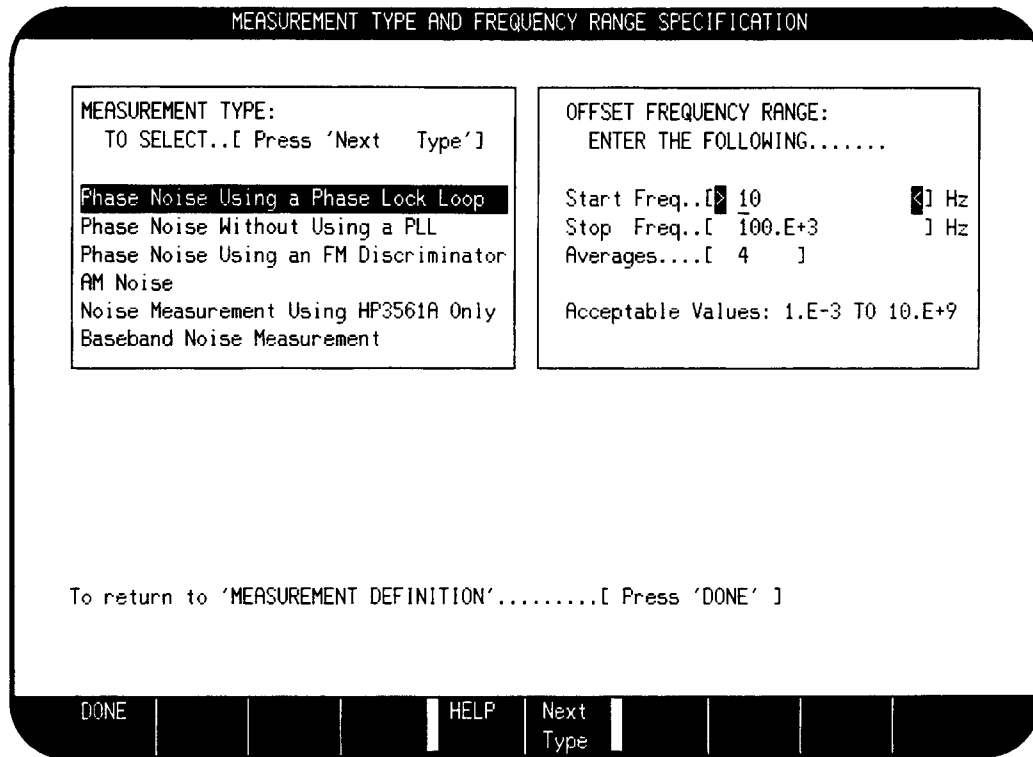 MEASUREMENT TYPE AND FREQUENCY RANGE SPECIFICATION
MEASUREMENT TYPE:
TO SELECT..[ Press 'Next   Type']
Phase Noise Using a Phase Lock Loop
Phase Noise Without Using a PLL
Phase Noise Using an FM Discriminator
AM Noise
Noise Measurement Using HP3561A Only
Baseband Noise Measurement
OFFSET FREQUENCY RANGE:
ENTER THE FOLLOWING.......
Start Freq..[> 10 <] Hz
Stop Freq..[ 100.E+3 ] Hz
Averages....[ 4 ]
Acceptable Values: 1.E-3 TO 10.E+9
To return to 'MEASUREMENT DEFINITION'.........[ Press 'DONE' ]
DONE
HELP
Next
Type